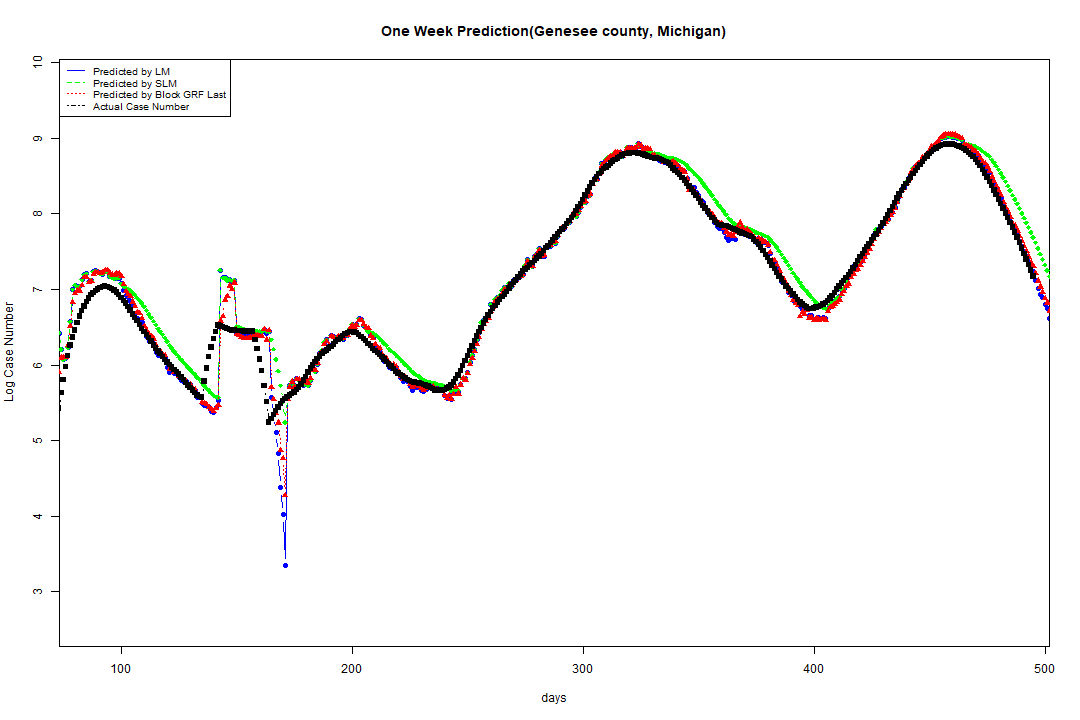 One Week Prediction(Genesee county, Michigan)
Predicted by LM
Predicted by SLM
Predicted by Block GRF Last
Actual Case Number
Log Case Number
10
9
8
7
6
5
4
3
100 200 300 400 500
days